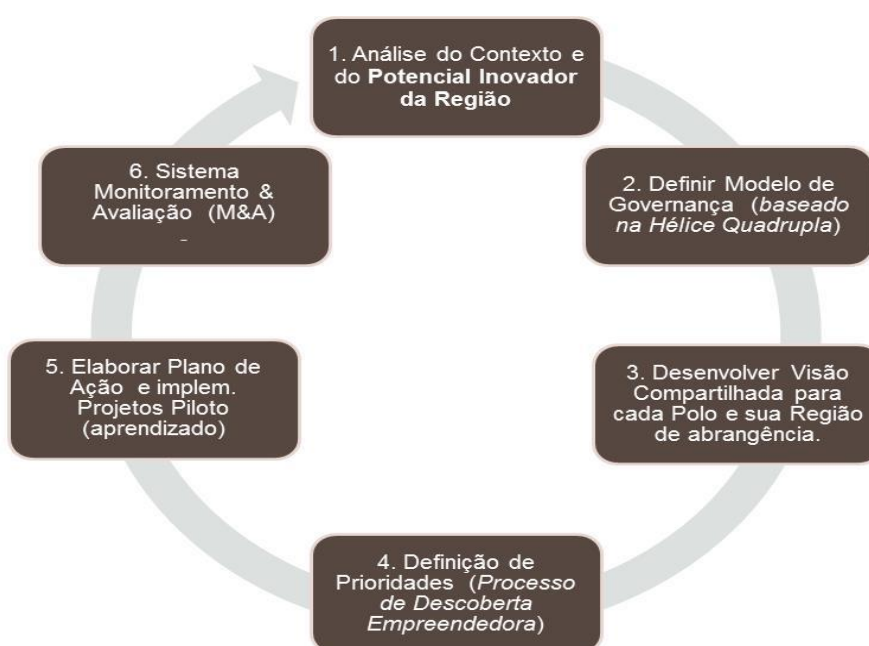 1. Análise do Contexto e
do Potencial Inovador
da Região
2. Definir Modelo de
Governança (baseado
na Hélice Quadrupla)
3. Desenvolver Visão
Compartilhada para
cada Polo e sua Região
de abrangência.
4. Definição de
Prioridades (Processo
de Descoberta
Empreendedora)
5. Elaborar Plano de
Ação e implem.
Projetos Piloto
(aprendizado)
6. Sistema
Monitoramento &
Avaliação (M&A)
-